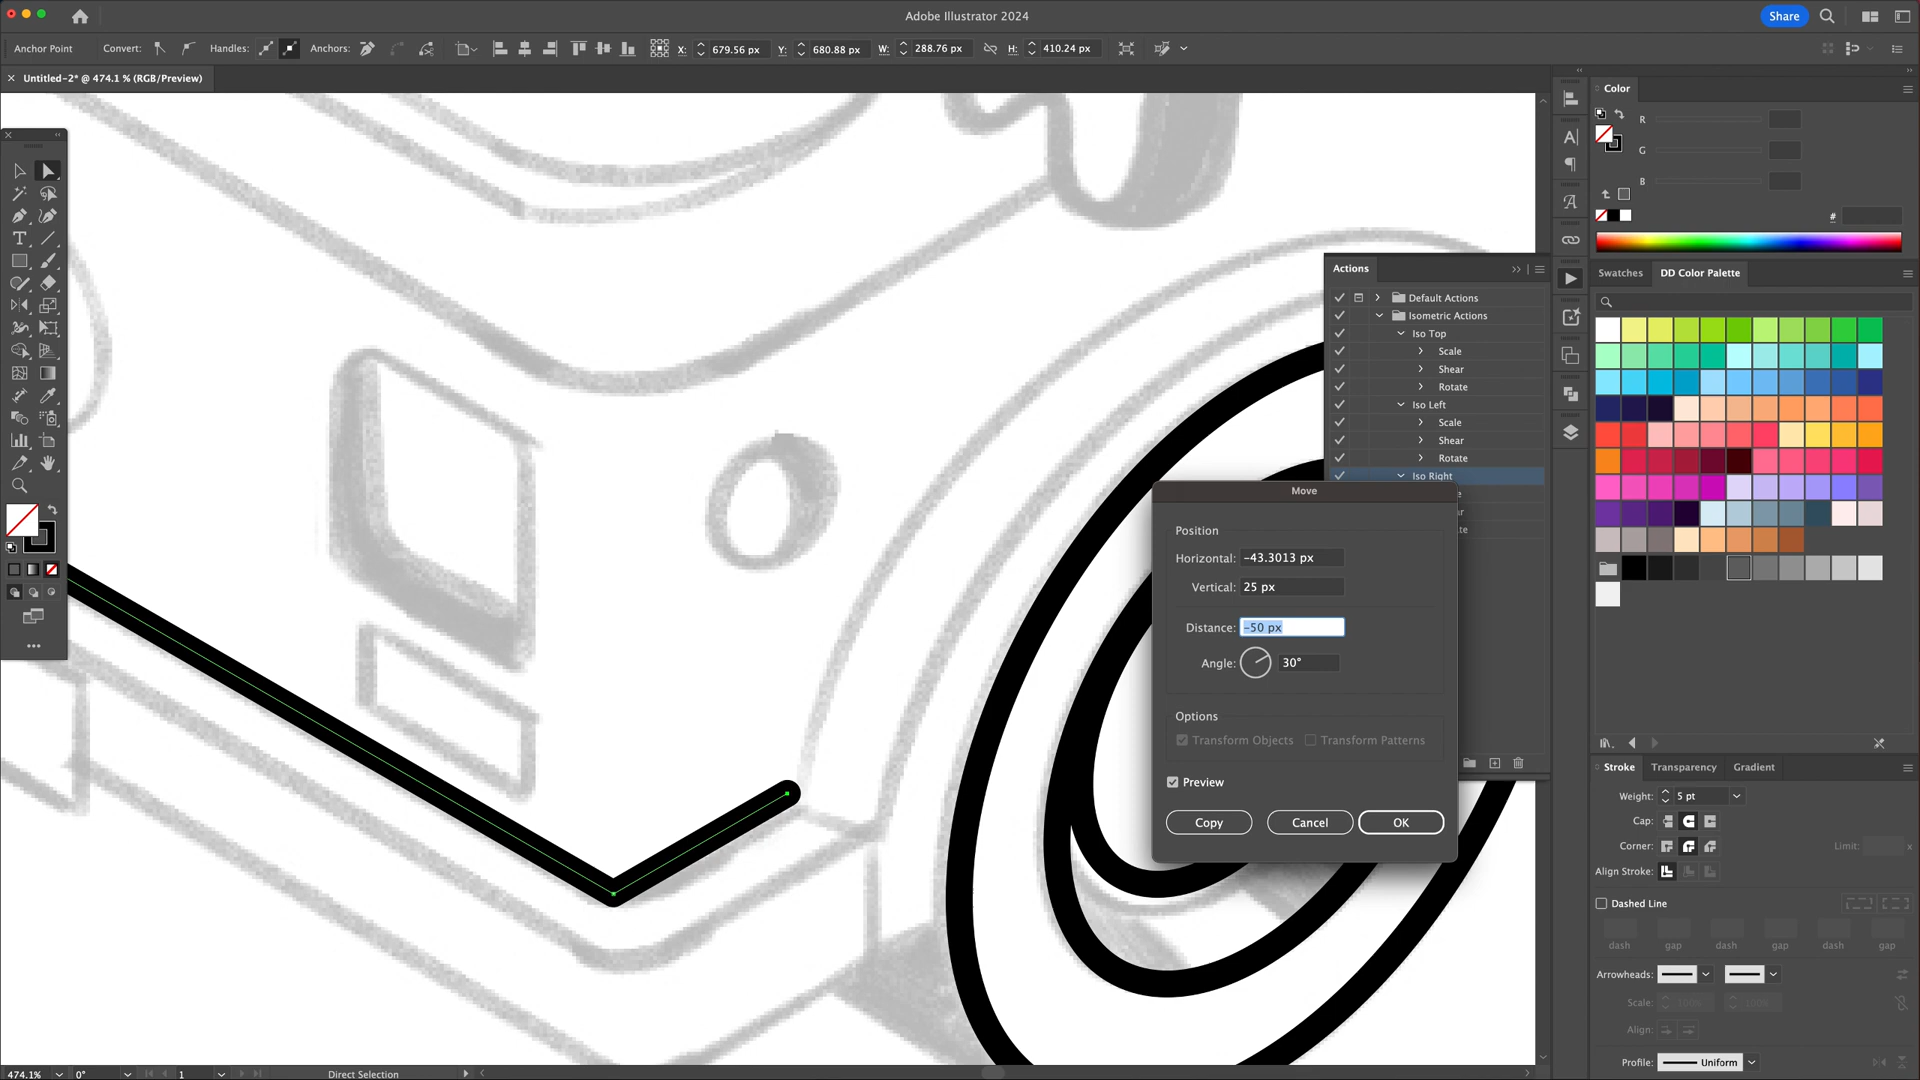 Adobe Illustrator 2024
Share
Anchor Point
Convert:
Handles:
Anchors:
X: 679.56 px
Y: 680.88 px
W: 288.76 px
H: 410.24 px
Untitled-2* @ 474.1 % (RGB/Preview)
Color
R
G
B
#
Swatches
DD Color Palette
Actions
Default Actions
Isometric Actions
Iso Top
Scale
Shear
Rotate
Iso Left
Scale
Shear
Rotate
Iso Right
Move
Position
Horizontal: -43.3013 px
Vertical: 25 px
Distance: -50 px
Angle: 30°
Options
Transform Objects
Transform Patterns
Preview
Copy
Cancel
OK
Stroke
Transparency
Gradient
Weight: 5 pt
Cap:
Corner:
Limit:
x
Align Stroke:
Dashed Line
dash gap dash gap dash gap
Arrowheads:
Scale: 100% 100%
Align:
Profile: Uniform
474.1%
0°
1
Direct Selection